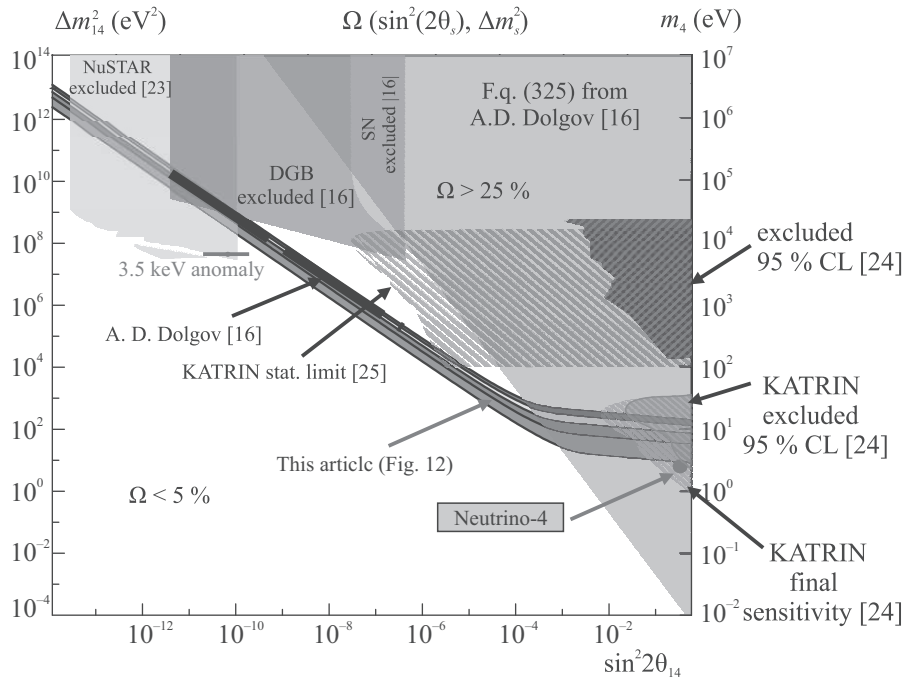 Δm²₁₄ (eV²)
Ω (sin²(2θₛ), Δm²ₛ)
m₄ (eV)
10¹⁴
10¹²
10¹⁰
10⁸
10⁶
10⁴
10²
10⁰
10⁻²
10⁻⁴
NuSTAR
excluded [23]
DGB
excluded [16]
SN
excluded |16|
F.q. (325) from
A.D. Dolgov [16]
Ω > 25 %
3.5 keV anomaly
A. D. Dolgov [16]
KATRIN stat. limit [25]
This articlc (Fig. 12)
Ω < 5 %
Neutrino-4
10⁷
10⁶
10⁵
10⁴
10³
10²
10¹
10⁰
10⁻¹
10⁻²
excluded
95 % CL [24]
KATRIN
excluded
95 % CL [24]
KATRIN
final
sensitivity [24]
10⁻¹² 10⁻¹⁰ 10⁻⁸ 10⁻⁶ 10⁻⁴ 10⁻²
sin²2θ₁₄